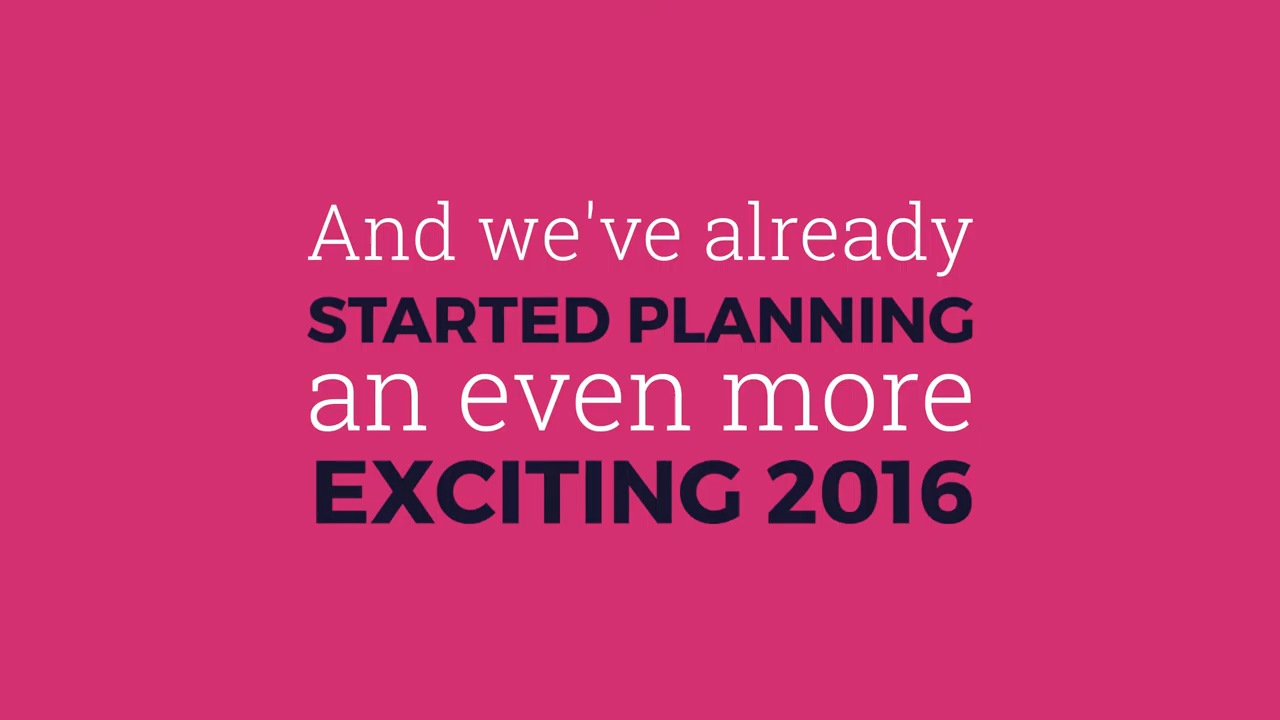 And we've already
STARTED PLANNING
an even more
EXCITING 2016